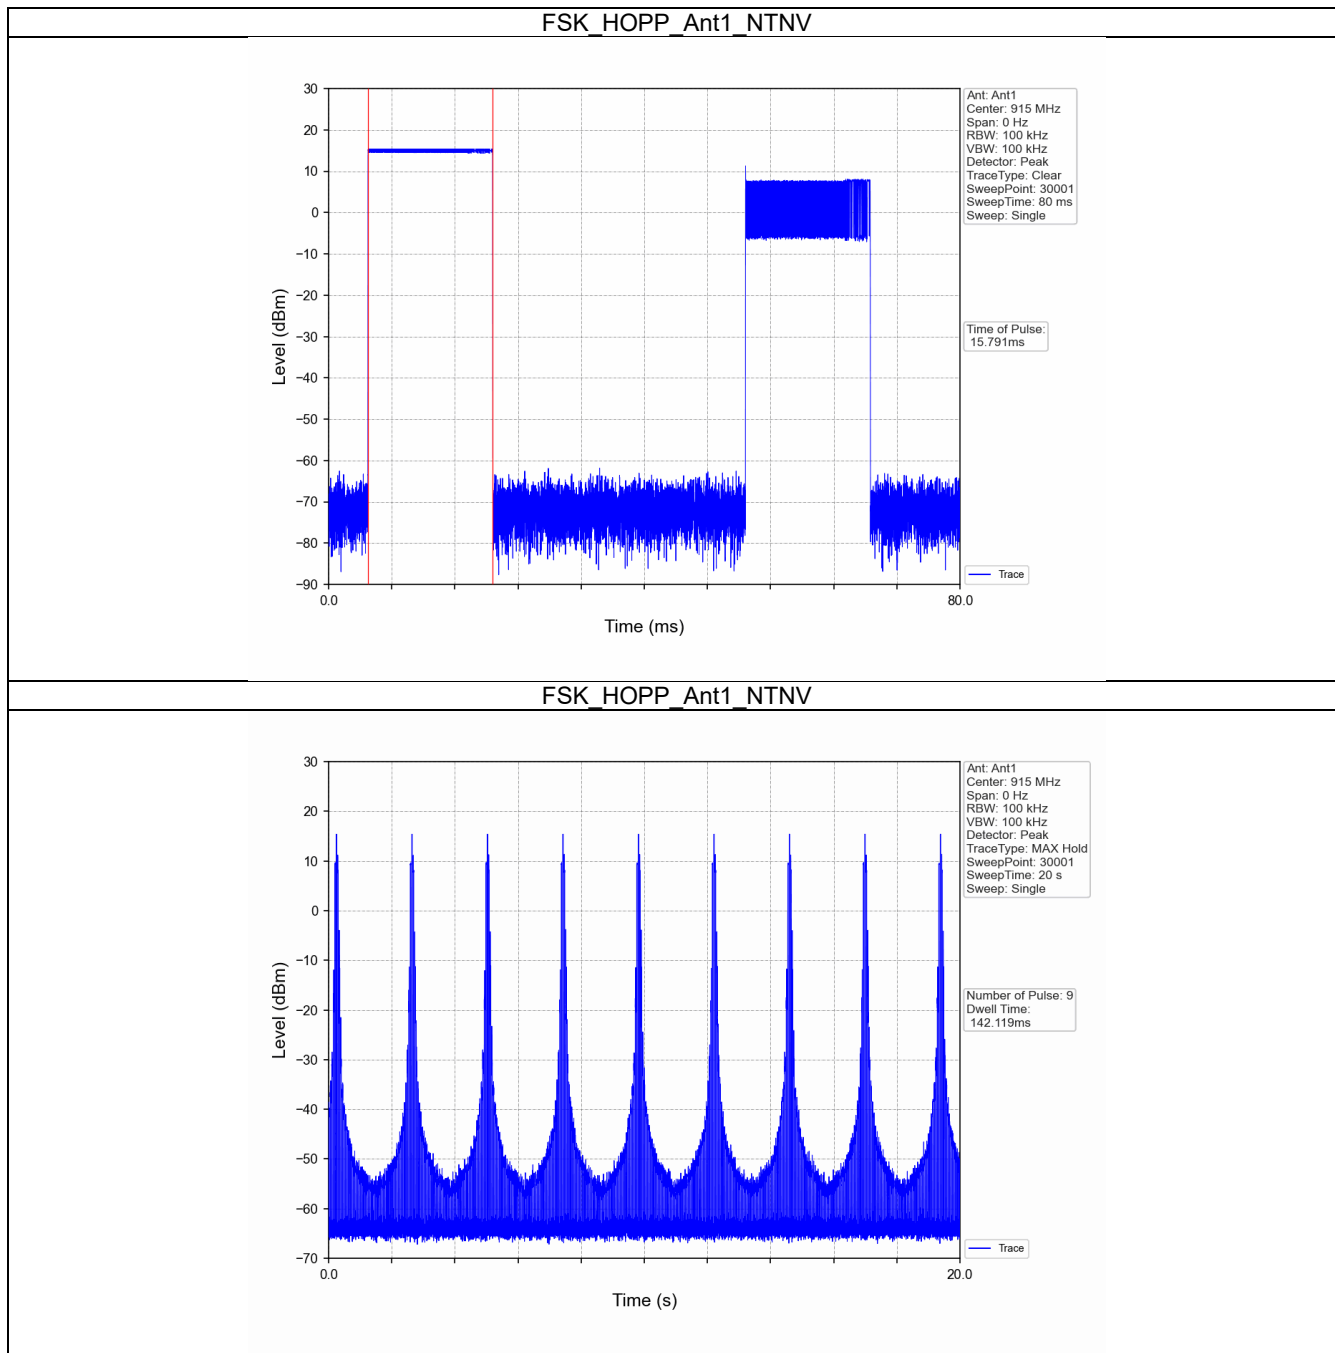 FSK_HOPP_Ant1_NTNV
30
20
10
0
−10
−20
−30
−40
−50
−60
−70
−80
−90
Level (dBm)
0.0
80.0
Time (ms)
Ant: Ant1
Center: 915 MHz
Span: 0 Hz
RBW: 100 kHz
VBW: 100 kHz
Detector: Peak
TraceType: Clear
SweepPoint: 30001
SweepTime: 80 ms
Sweep: Single
Time of Pulse:
15.791ms
Trace
FSK_HOPP_Ant1_NTNV
30
20
10
0
−10
−20
−30
−40
−50
−60
−70
Level (dBm)
0.0
20.0
Time (s)
Ant: Ant1
Center: 915 MHz
Span: 0 Hz
RBW: 100 kHz
VBW: 100 kHz
Detector: Peak
TraceType: MAX Hold
SweepPoint: 30001
SweepTime: 20 s
Sweep: Single
Number of Pulse: 9
Dwell Time:
142.119ms
Trace